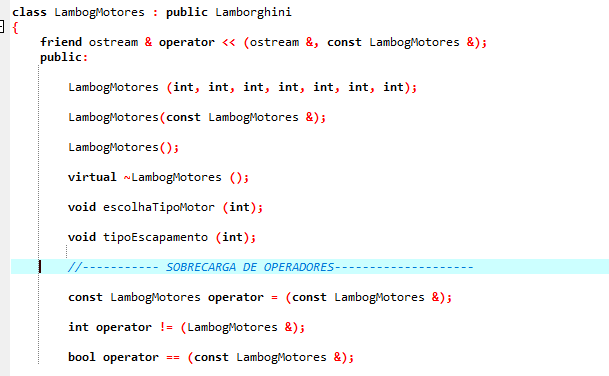 class LambogMotores : public Lamborghini
{
friend ostream & operator << (ostream &, const LambogMotores &);
public:
LambogMotores (int, int, int, int, int, int, int);
LambogMotores(const LambogMotores &);
LambogMotores();
virtual ~LambogMotores ();
void escolhaTipoMotor (int);
void tipoEscapamento (int);
//----------- SOBRECARGA DE OPERADORES--------------------
const LambogMotores operator = (const LambogMotores &);
int operator != (LambogMotores &);
bool operator == (const LambogMotores &);